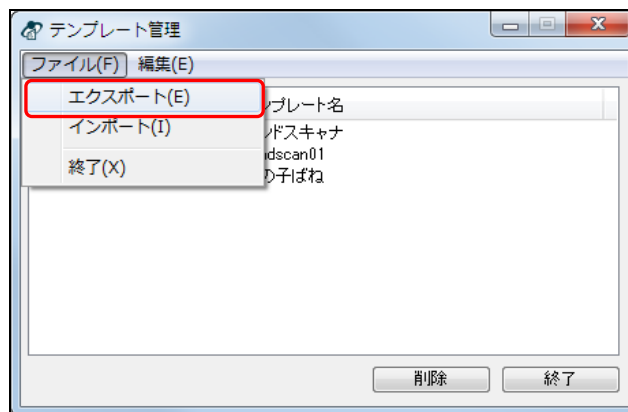 テンプレート管理
ファイル(F) 編集(E)
エクスポート(E)
ンプレート名
インポート(I)
ンドスキャナ
ndscan01
終了(X)
の子ばね
削除 終了